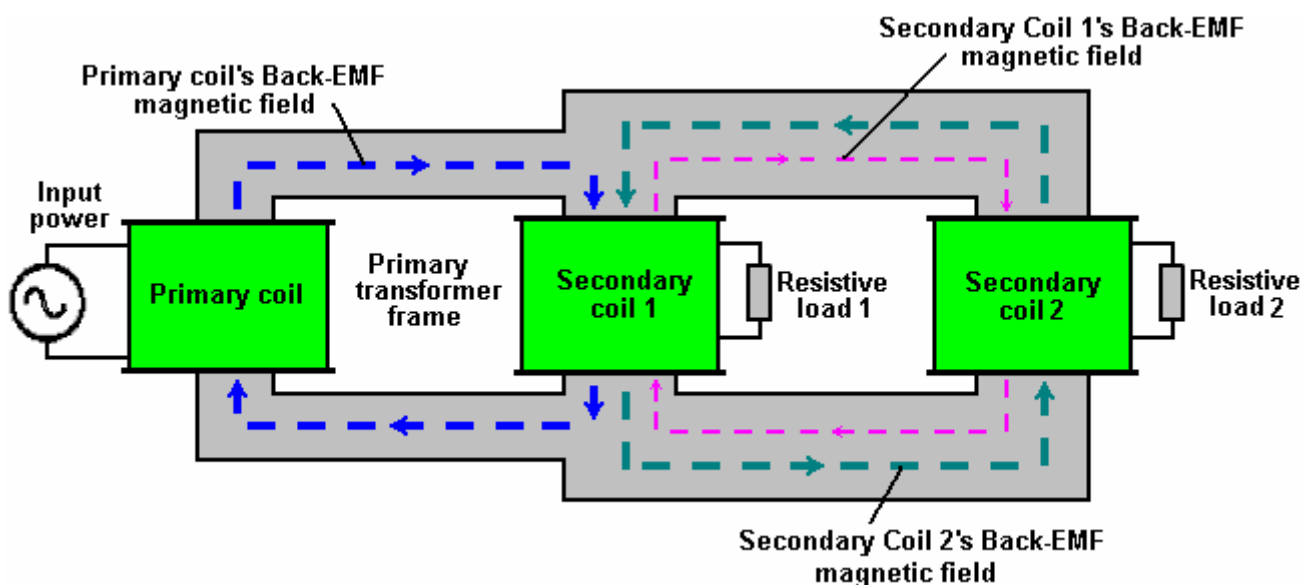 Secondary Coil 1's Back-EMF
magnetic field
Primary coil's Back-EMF
magnetic field
Input
power
Primary coil
Primary
transformer
frame
Secondary
coil 1
Resistive
load 1
Secondary
coil 2
Resistive
load 2
Secondary Coil 2's Back-EMF
magnetic field